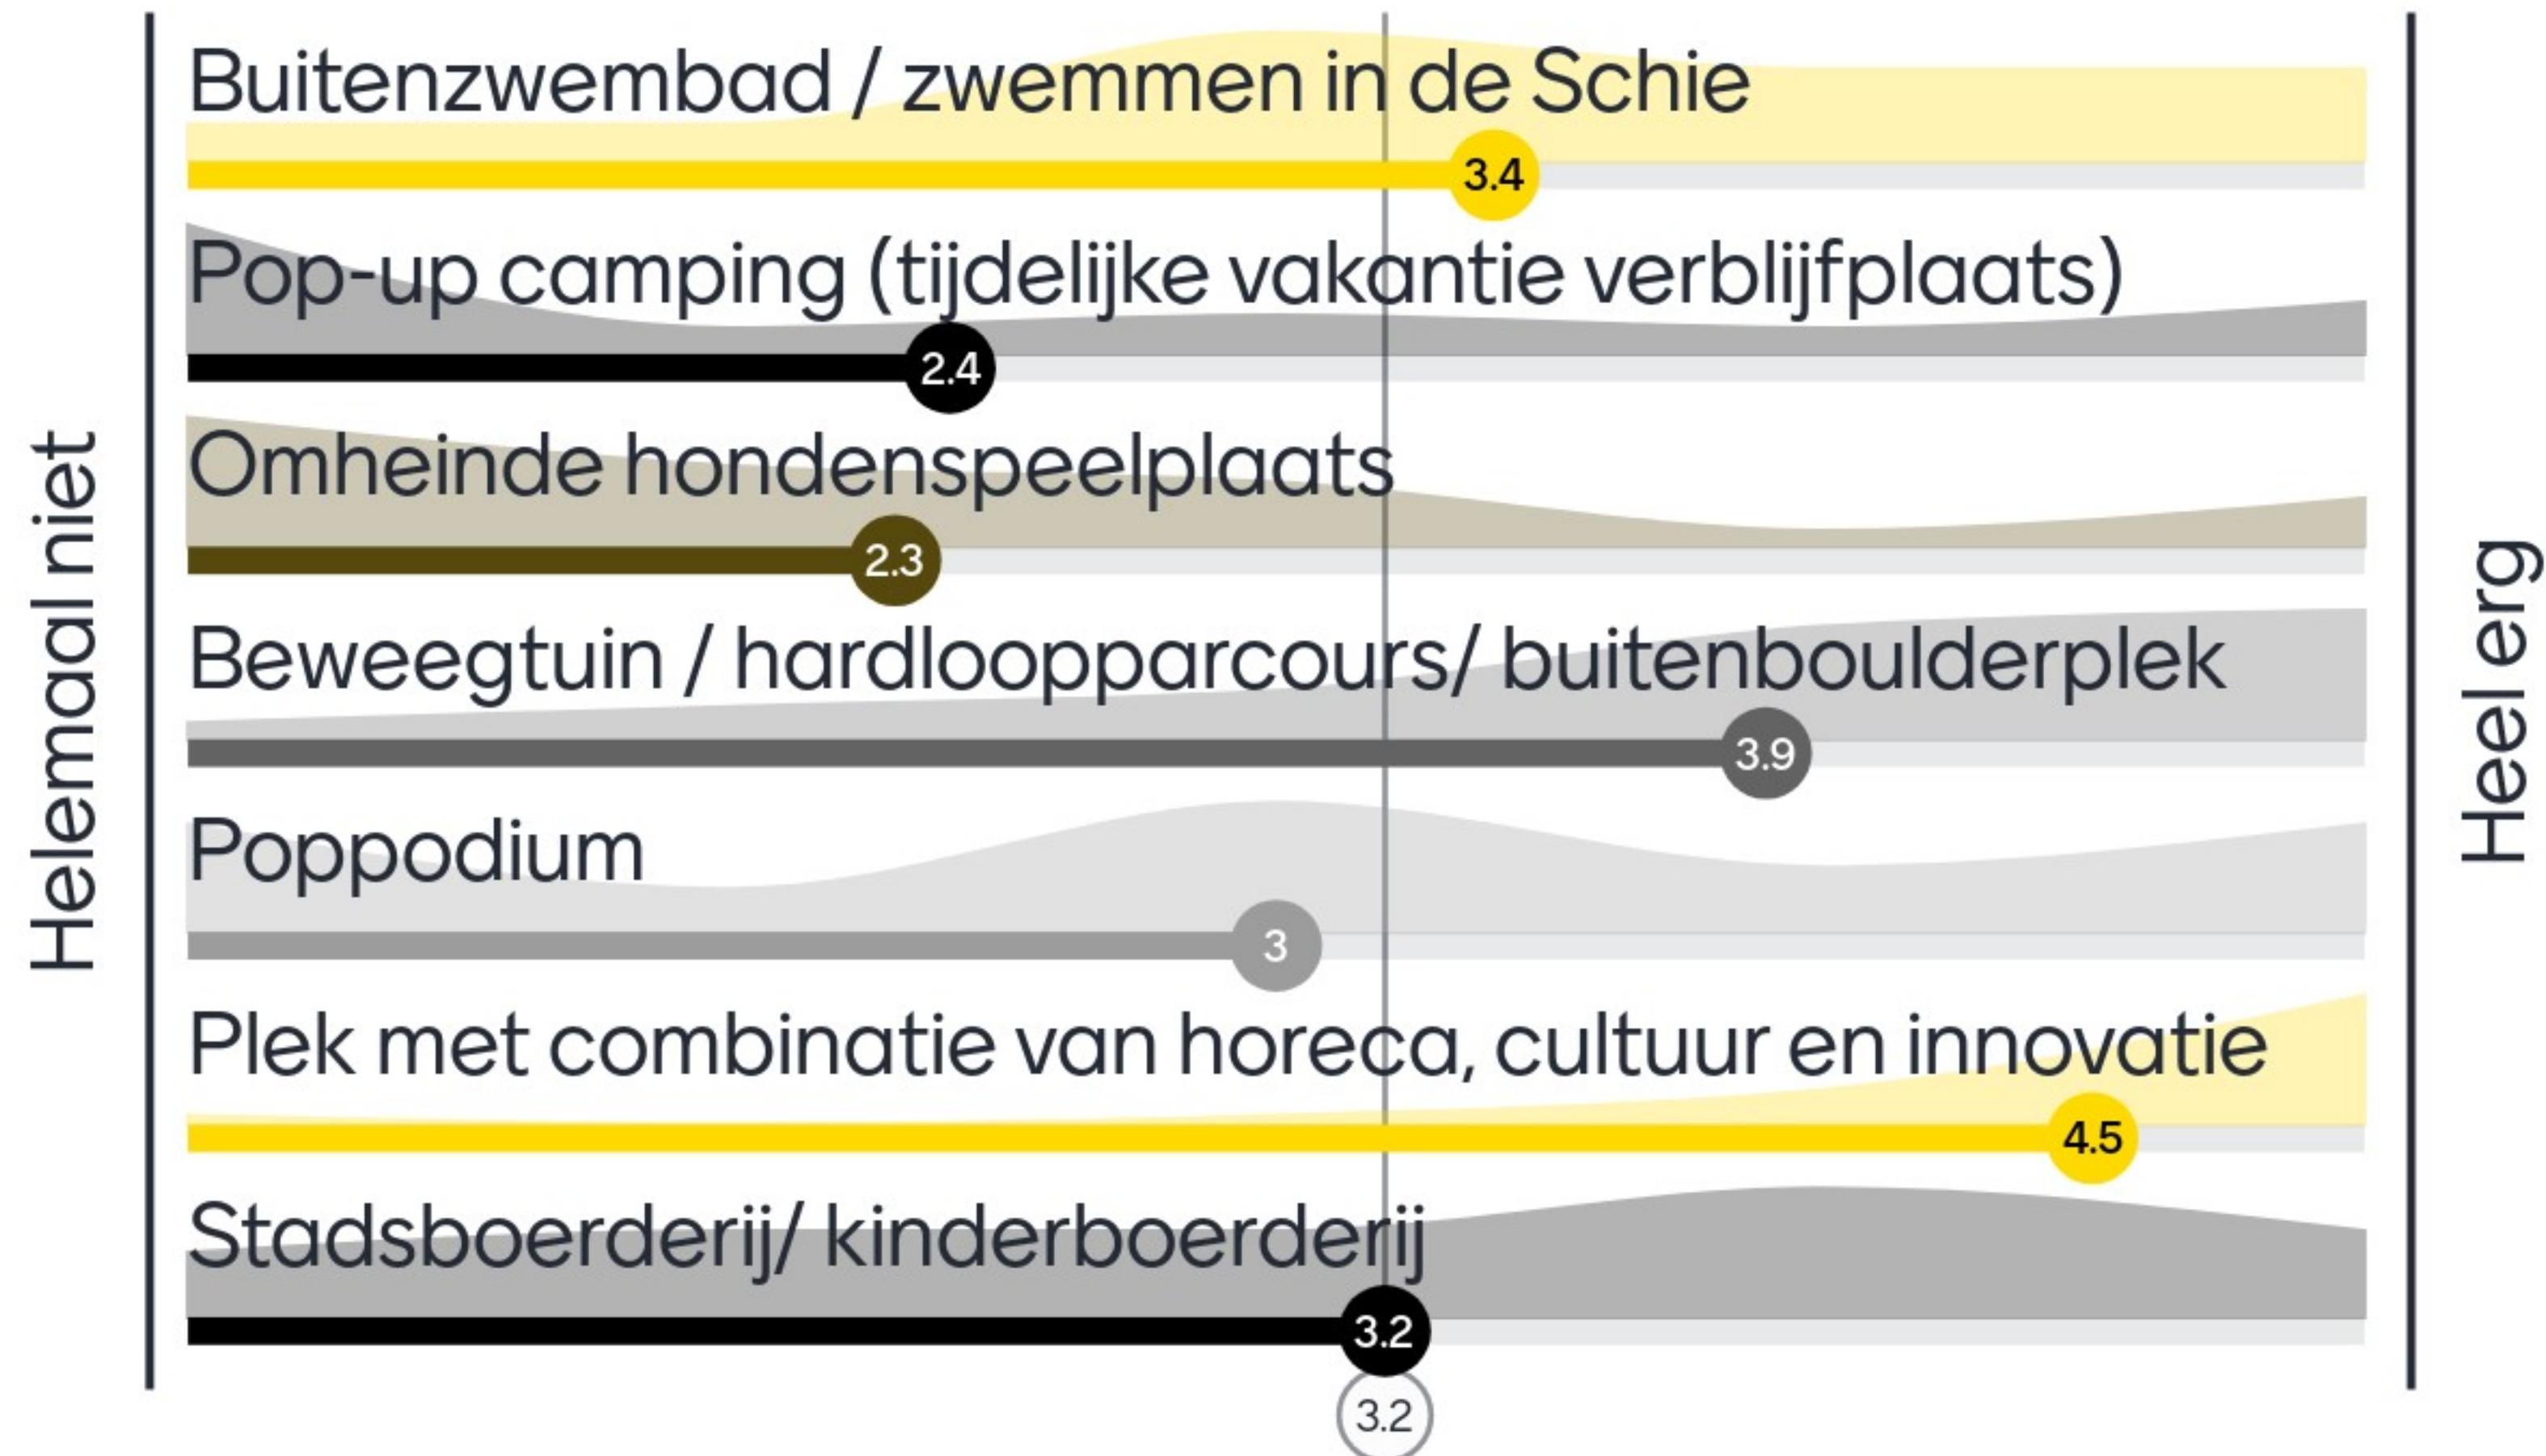 Buitenzwembad / zwemmen in de Schie
3.4
Pop-up camping (tijdelijke vakantie verblijfplaats)
2.4
Omheinde hondenspeelplaats
2.3
Beweegtuin / hardloopparcours/ buitenboulderplek
3.9
Poppodium
3
Plek met combinatie van horeca, cultuur en innovatie
4.5
Stadsboerderij/ kinderboerderij
3.2
3.2
Helemaal niet
Heel erg